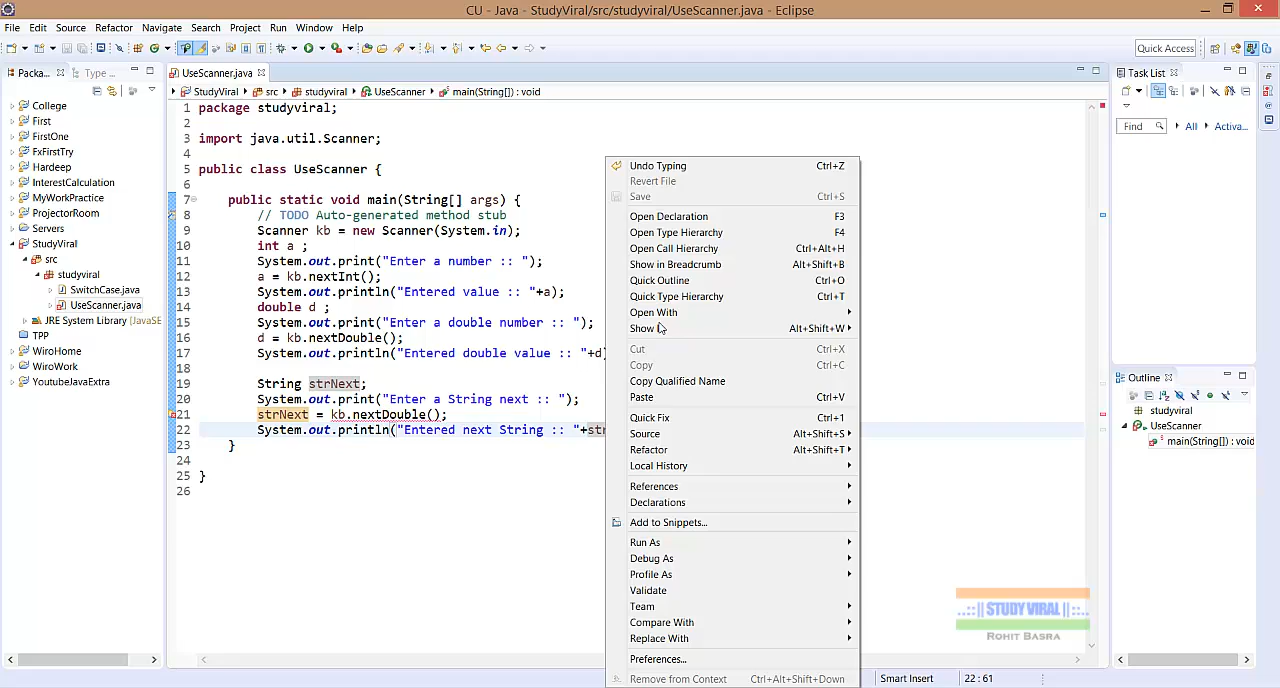 CU - Java - StudyViral/src/studyviral/UseScanner.java - Eclipse
File Edit Source Refactor Navigate Search Project Run Window Help
Quick Access
Packa...
Type ...
College
First
FirstOne
FxFirstTry
Hardeep
InterestCalculation
MyWorkPractice
ProjectorRoom
Servers
StudyViral
src
studyviral
SwitchCase.java
UseScanner.java
JRE System Library [JavaSE
TPP
WiroHome
WiroWork
YoutubeJavaExtra
UseScanner.java
StudyViral src studyviral UseScanner main(String[]) : void
1 package studyviral;
2
3 import java.util.Scanner;
4
5 public class UseScanner {
6
7 public static void main(String[] args) {
8 // TODO Auto-generated method stub
9 Scanner kb = new Scanner(System.in);
10 int a ;
11 System.out.print("Enter a number :: ");
12 a = kb.nextInt();
13 System.out.println("Entered value :: "+a);
14 double d ;
15 System.out.print("Enter a double number :: ");
16 d = kb.nextDouble();
17 System.out.println("Entered double value :: "+d)
18
19 String strNext;
20 System.out.print("Enter a String next :: ");
21 strNext = kb.nextDouble();
22 System.out.println("Entered next String :: "+str
23 }
24
25 }
26
Undo Typing Ctrl+Z
Revert File
Save Ctrl+S
Open Declaration F3
Open Type Hierarchy F4
Open Call Hierarchy Ctrl+Alt+H
Show in Breadcrumb Alt+Shift+B
Quick Outline Ctrl+O
Quick Type Hierarchy Ctrl+T
Open With
Show Alt+Shift+W
Cut Ctrl+X
Copy Ctrl+C
Copy Qualified Name
Paste Ctrl+V
Quick Fix Ctrl+1
Source Alt+Shift+S
Refactor Alt+Shift+T
Local History
References
Declarations
Add to Snippets...
Run As
Debug As
Profile As
Validate
Team
Compare With
Replace With
Preferences...
Remove from Context Ctrl+Alt+Shift+Down
Task List
Find All Activa...
Outline
studyviral
UseScanner
main(String[]) : void
..::|| STUDY VIRAL ||::..
ROHIT BASRA
Smart Insert 22 : 61